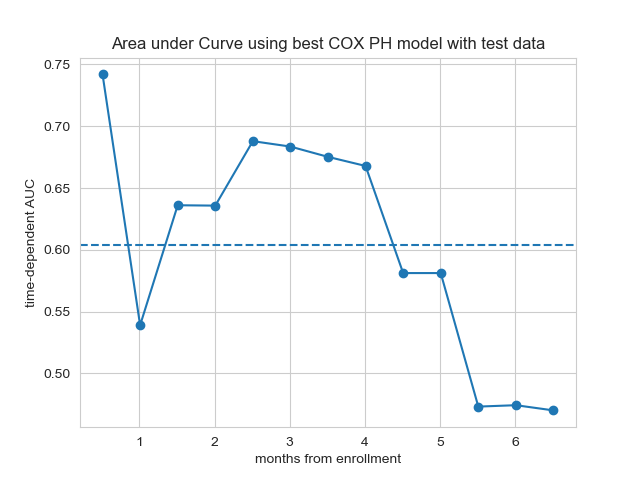 Area under Curve using best COX PH model with test data
time-dependent AUC
0.75
0.70
0.65
0.60
0.55
0.50
1 2 3 4 5 6
months from enrollment